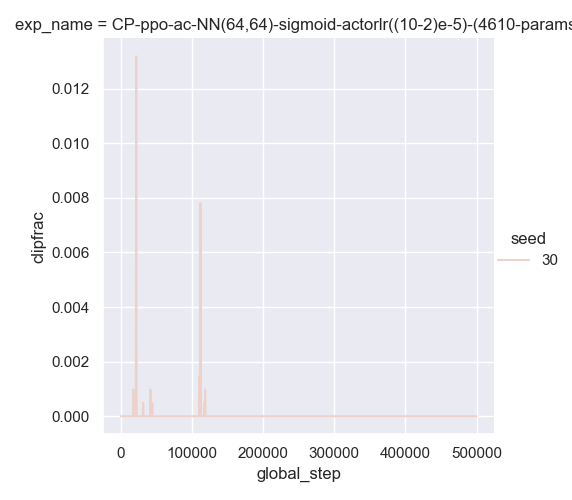 exp_name = CP-ppo-ac-NN(64,64)-sigmoid-actorlr((10-2)e-5)-(4610-params
0.012
0.010
0.008
0.006
0.004
0.002
0.000
clipfrac
seed
30
0 100000 200000 300000 400000 500000
global_step